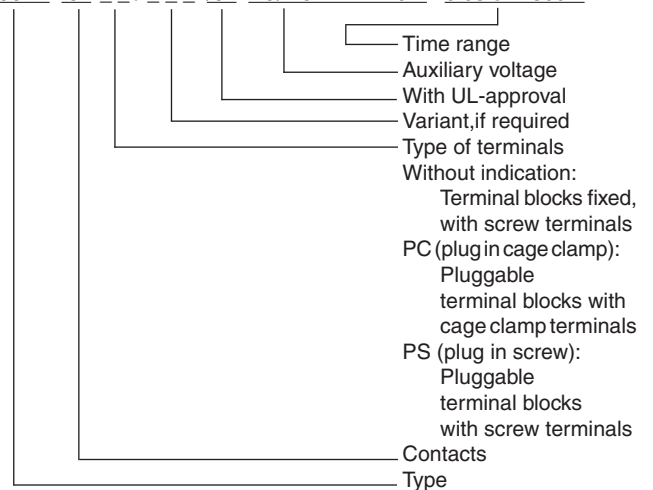 Time range
Auxiliary voltage
With UL-approval
Variant,if required
Type of terminals
Without indication:
Terminal blocks fixed,
with screw terminals
PC (plug in cage clamp):
Pluggable
terminal blocks with
cage clamp terminals
PS (plug in screw):
Pluggable
terminal blocks
with screw terminals
Contacts
Type